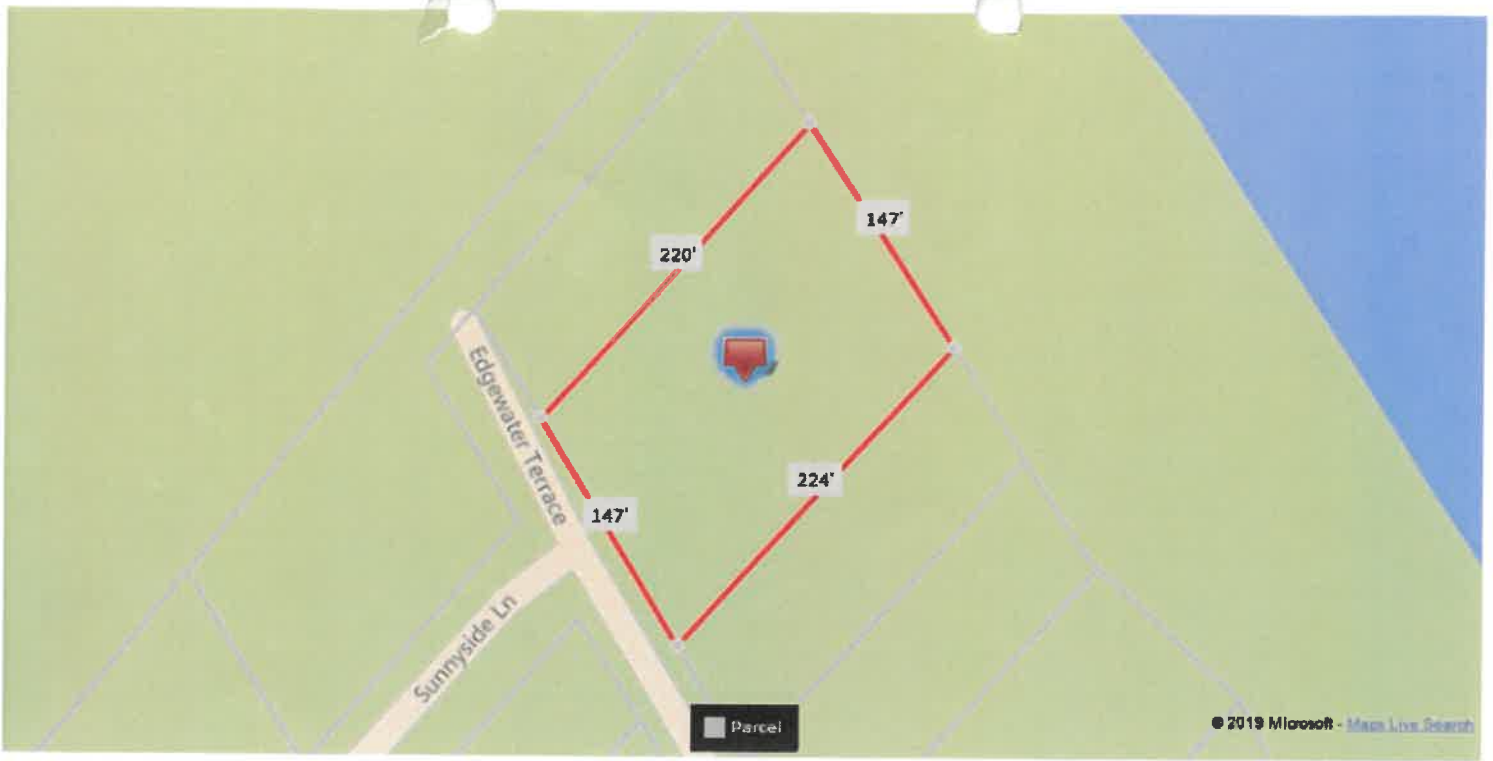 147'
220'
Edgewater Terrace
224'
147'
Sunnyside Ln
Parcel
© 2019 Microsoft - Maps Live Search